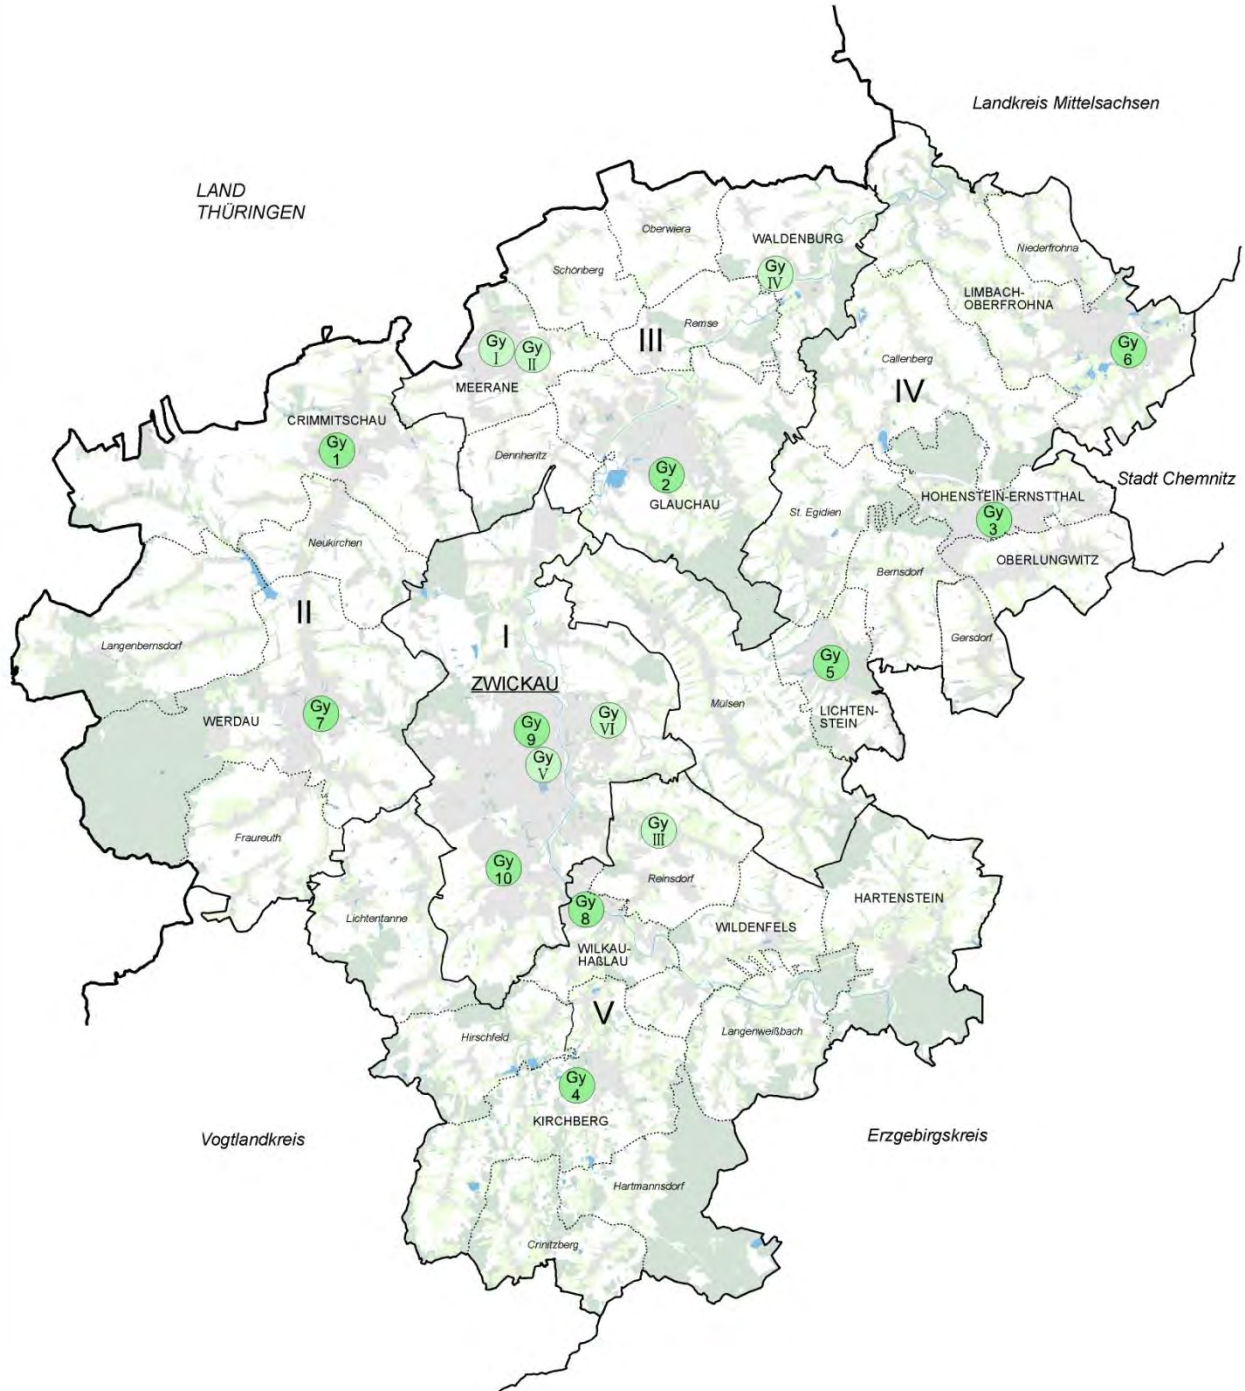 Landkreis Mittelsachsen
LAND
THÜRINGEN
Oberwiera
WALDENBURG
Niederfrohna
Schönberg
Gy
IV
LIMBACH-
OBERFROHNA
Remse
III
Gy
I
Gy
II
MEERANE
Callenberg
Gy
6
IV
CRIMMITSCHAU
Gy
1
Dennheritz
Gy
2
GLAUCHAU
Stadt Chemnitz
HOHENSTEIN-ERNSTTHAL
St. Egidien
Gy
3
Neukirchen
OBERLUNGWITZ
Bernsdorf
II
Langenbernsdorf
I
Gersdorf
Gy
5
ZWICKAU
Mülsen
LICHTEN-
STEIN
WERDAU
Gy
7
Gy
9
Gy
VI
Gy
V
Fraureuth
Gy
III
Gy
10
Reinsdorf
HARTENSTEIN
Lichtentanne
Gy
8
WILDENFELS
WILKAU-
HAßLAU
V
Hirschfeld
Langenweißbach
Gy
4
KIRCHBERG
Vogtlandkreis
Erzgebirgskreis
Hartmannsdorf
Crinitzberg